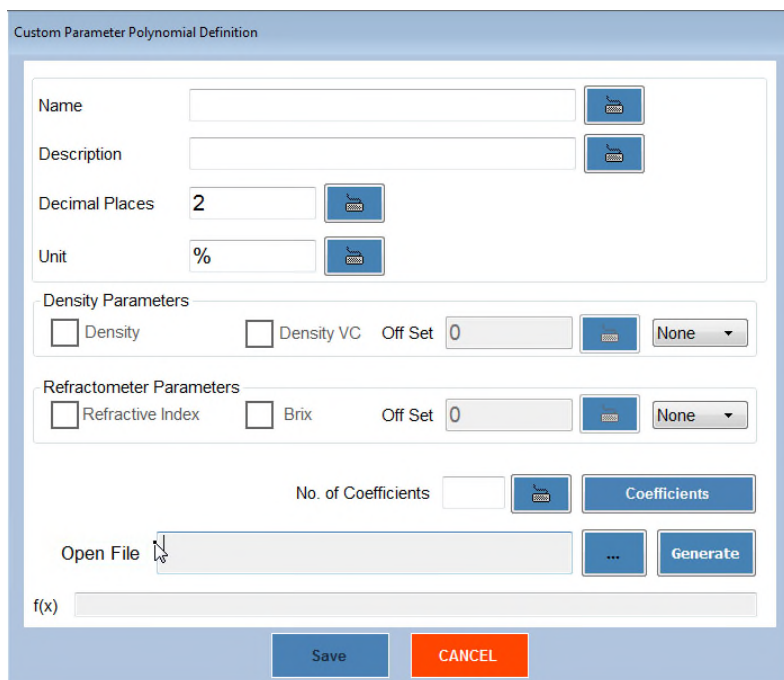 Custom Parameter Polynomial Definition
Name
Description
Decimal Places 2
Unit %
Density Parameters
Density Density VC Off Set 0 None
Refractometer Parameters
Refractive Index Brix Off Set 0 None
No. of Coefficients Coefficients
Open File ... Generate
f(x)
Save CANCEL